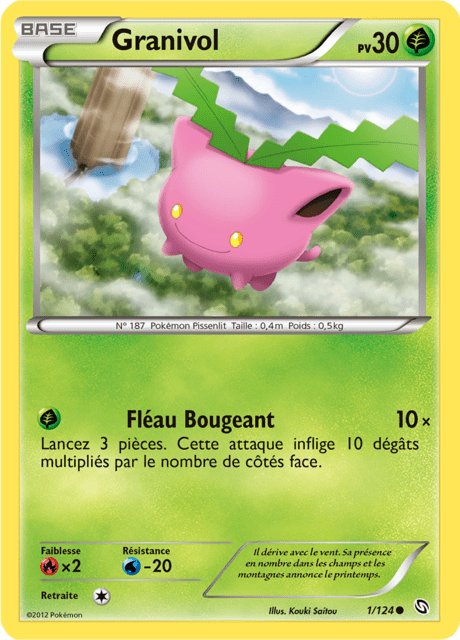 BASE
Granivol
PV30
N° 187 Pokémon Pissenlit Taille : 0,4m Poids : 0,5kg
Fléau Bougeant 10×
Lancez 3 pièces. Cette attaque inflige 10 dégâts
multipliés par le nombre de côtés face.
Faiblesse Résistance
×2 -20
Retraite
Il dérive avec le vent. Sa présence
en nombre dans les champs et les
montagnes annonce le printemps.
©2012 Pokémon Illus. Kouki Saitou 1/124